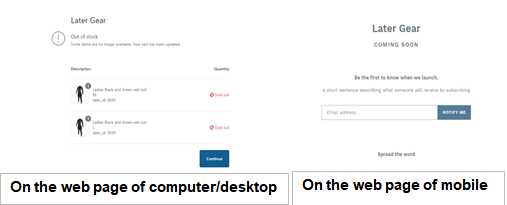 Later Gear
Out of stock
Some items are no longer available. Your cart has been updated.
Description
Quantity
1
Ladies Black and Green wet suit
M
Sold out
1
Ladies Black and Green wet suit
L
Sold out
Continue
On the web page of computer/desktop
Later Gear
COMING SOON
Be the first to know when we launch.
A short sentence describing what someone will receive by subscribing
Email address
NOTIFY ME
Spread the word
On the web page of mobile